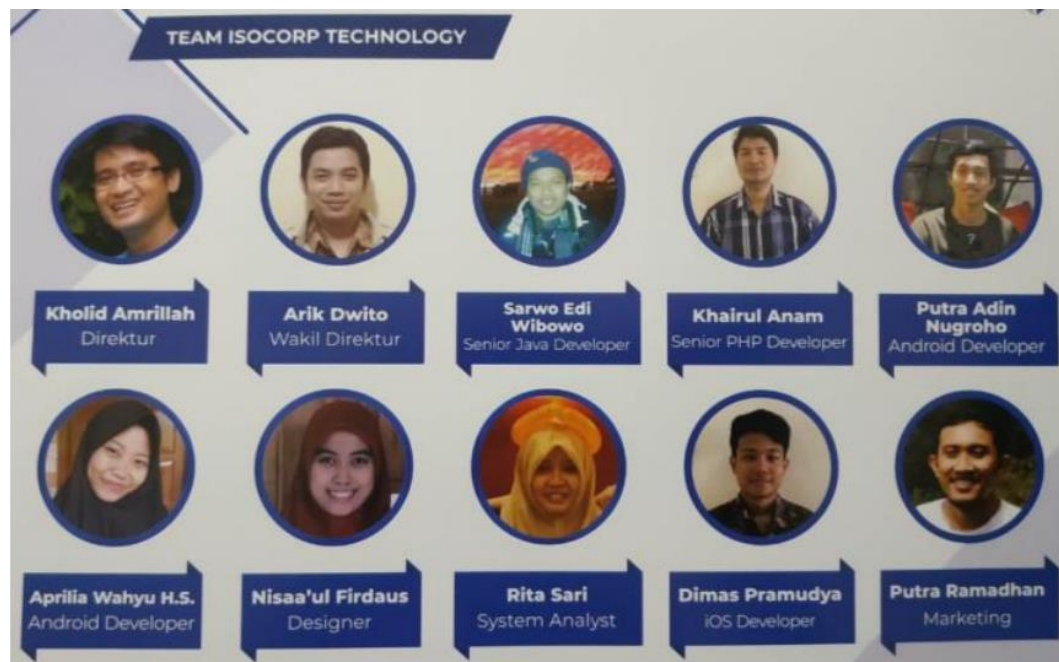 TEAM ISOCORP TECHNOLOGY
Kholid Amrillah
Direktur
Arik Dwito
Wakil Direktur
Sarwo Edi
Wibowo
Senior Java Developer
Khairul Anam
Senior PHP Developer
Putra Adin
Nugroho
Android Developer
Aprilia Wahyu H.S.
Android Developer
Nisaa'ul Firdaus
Designer
Rita Sari
System Analyst
Dimas Pramudya
iOS Developer
Putra Ramadhan
Marketing